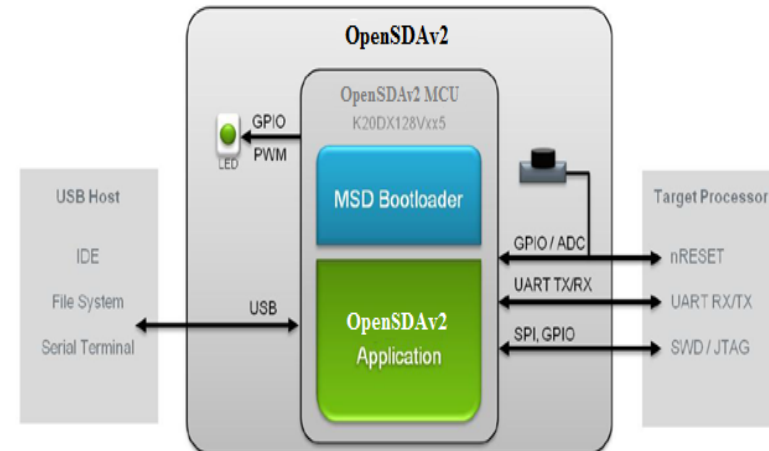 OpenSDAv2
OpenSDAv2 MCU
K20DX128Vxx5
GPIO
PWM
LED
MSD Bootloader
OpenSDAv2
Application
USB Host
IDE
File System
Serial Terminal
USB
GPIO / ADC
UART TX/RX
SPI, GPIO
Target Processor
nRESET
UART RX/TX
SWD / JTAG